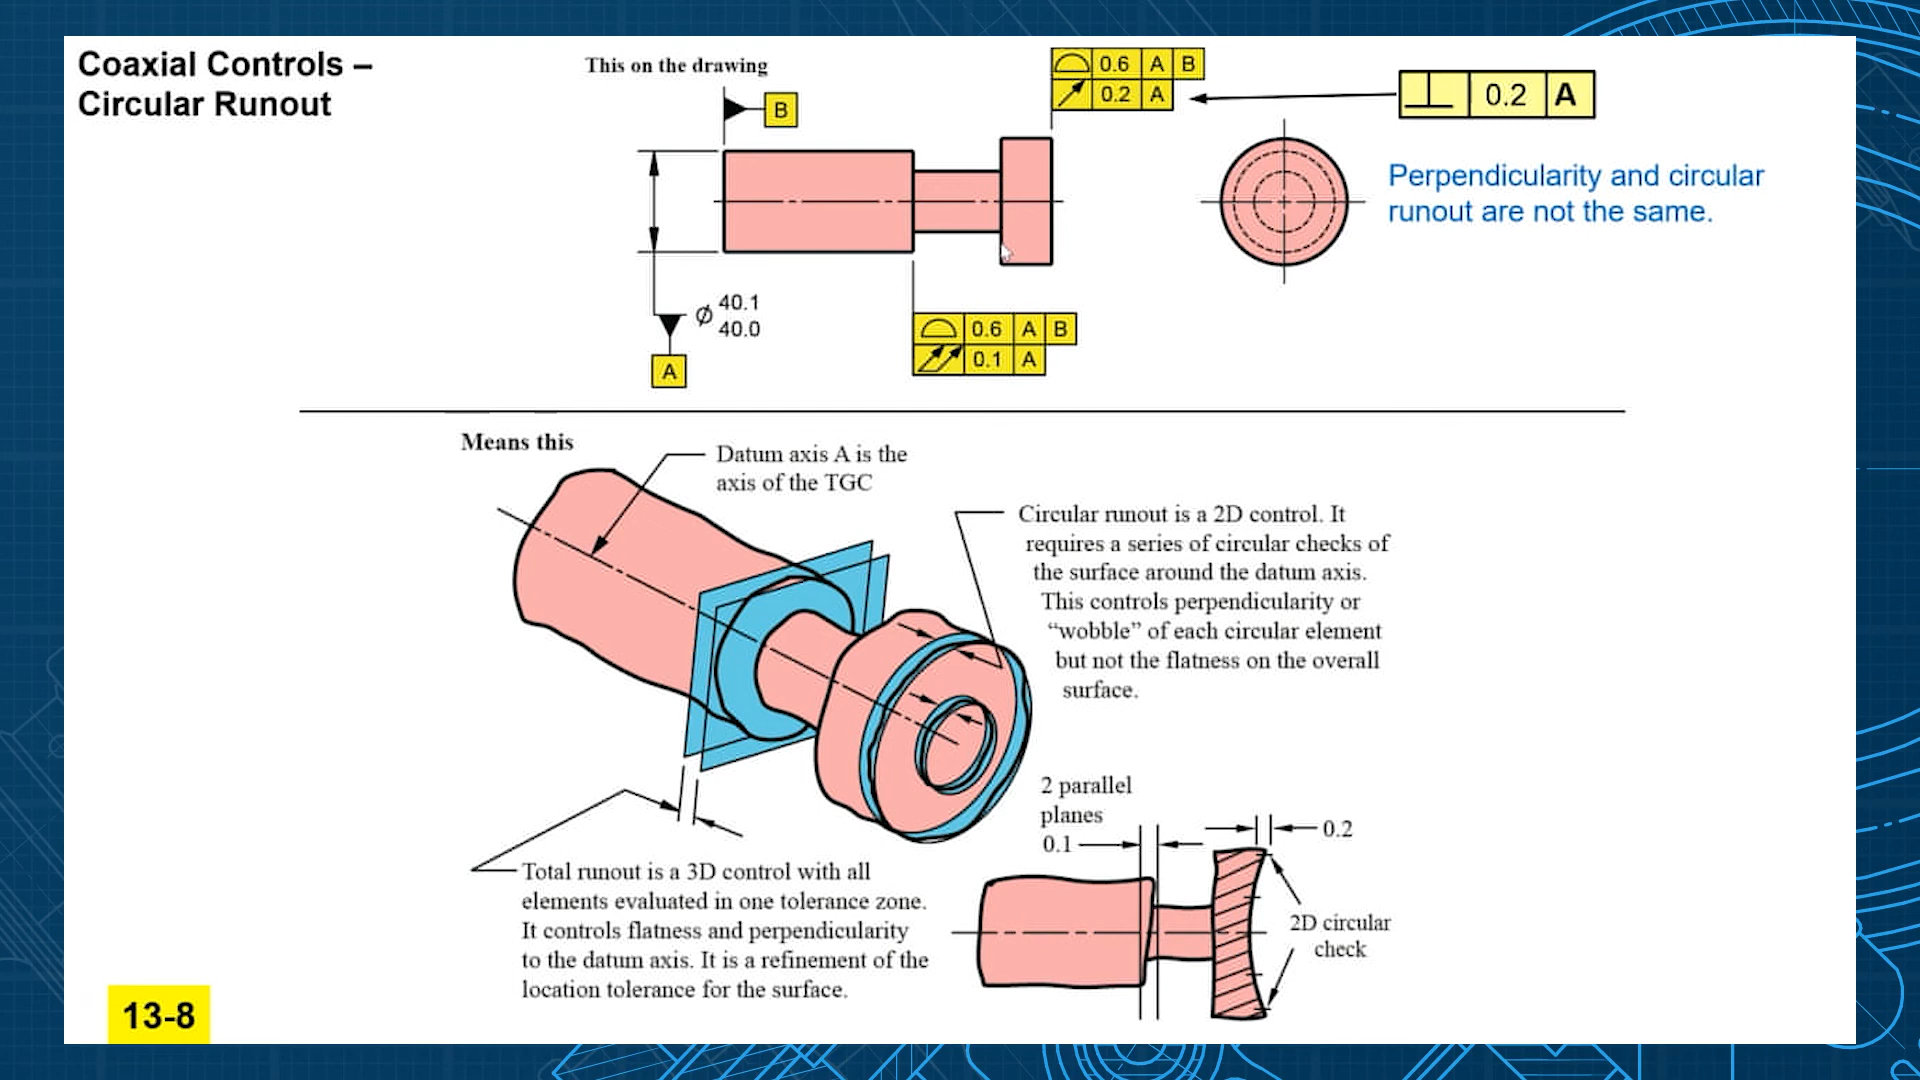 Coaxial Controls –
Circular Runout
This on the drawing
B
0.6 A B
0.2 A
0.2 A
Perpendicularity and circular
runout are not the same.
⌀ 40.1
40.0
A
0.6 A B
0.1 A
Means this
Datum axis A is the
axis of the TGC
Circular runout is a 2D control. It
requires a series of circular checks of
the surface around the datum axis.
This controls perpendicularity or
“wobble” of each circular element
but not the flatness on the overall
surface.
2 parallel
planes
0.1
0.2
2D circular
check
Total runout is a 3D control with all
elements evaluated in one tolerance zone.
It controls flatness and perpendicularity
to the datum axis. It is a refinement of the
location tolerance for the surface.
13-8